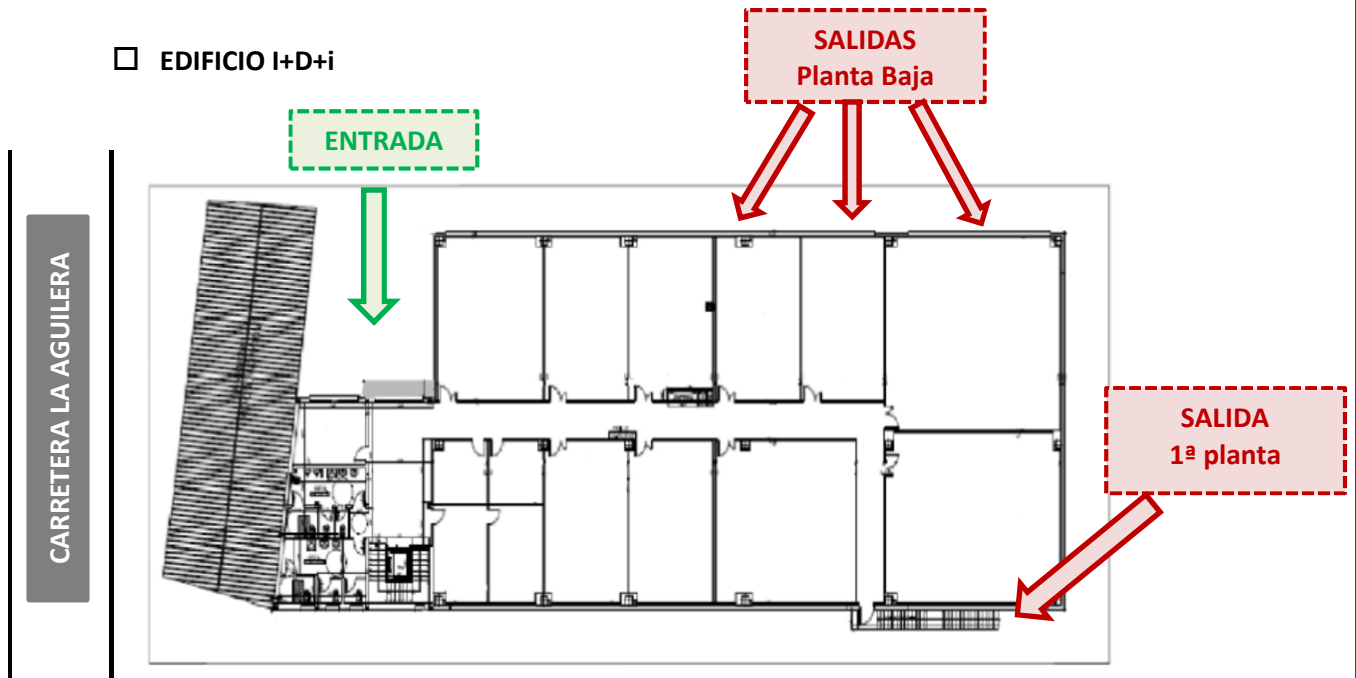 EDIFICIO I+D+i
SALIDAS
Planta Baja
ENTRADA
CARRETERA LA AGUILERA
SALIDA
1ª planta